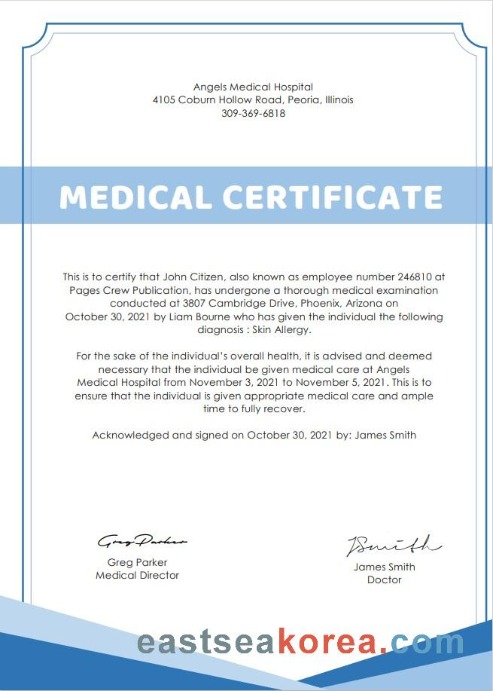 Angels Medical Hospital
4105 Coburn Hollow Road, Peoria, Illinois
309-369-6818
MEDICAL CERTIFICATE
This is to certify that John Citizen, also known as employee number 246810 at
Pages Crew Publication, has undergone a thorough medical examination
conducted at 3807 Cambridge Drive, Phoenix, Arizona on
October 30, 2021 by Liam Bourne who has given the individual the following
diagnosis : Skin Allergy.
For the sake of the individual's overall health, it is advised and deemed
necessary that the individual be given medical care at Angels
Medical Hospital from November 3, 2021 to November 5, 2021. This is to
ensure that the individual is given appropriate medical care and ample
time to fully recover.
Acknowledged and signed on October 30, 2021 by: James Smith
Greg Parker
JSmith
Greg Parker
James Smith
Medical Director
Doctor
eastseakorea.com